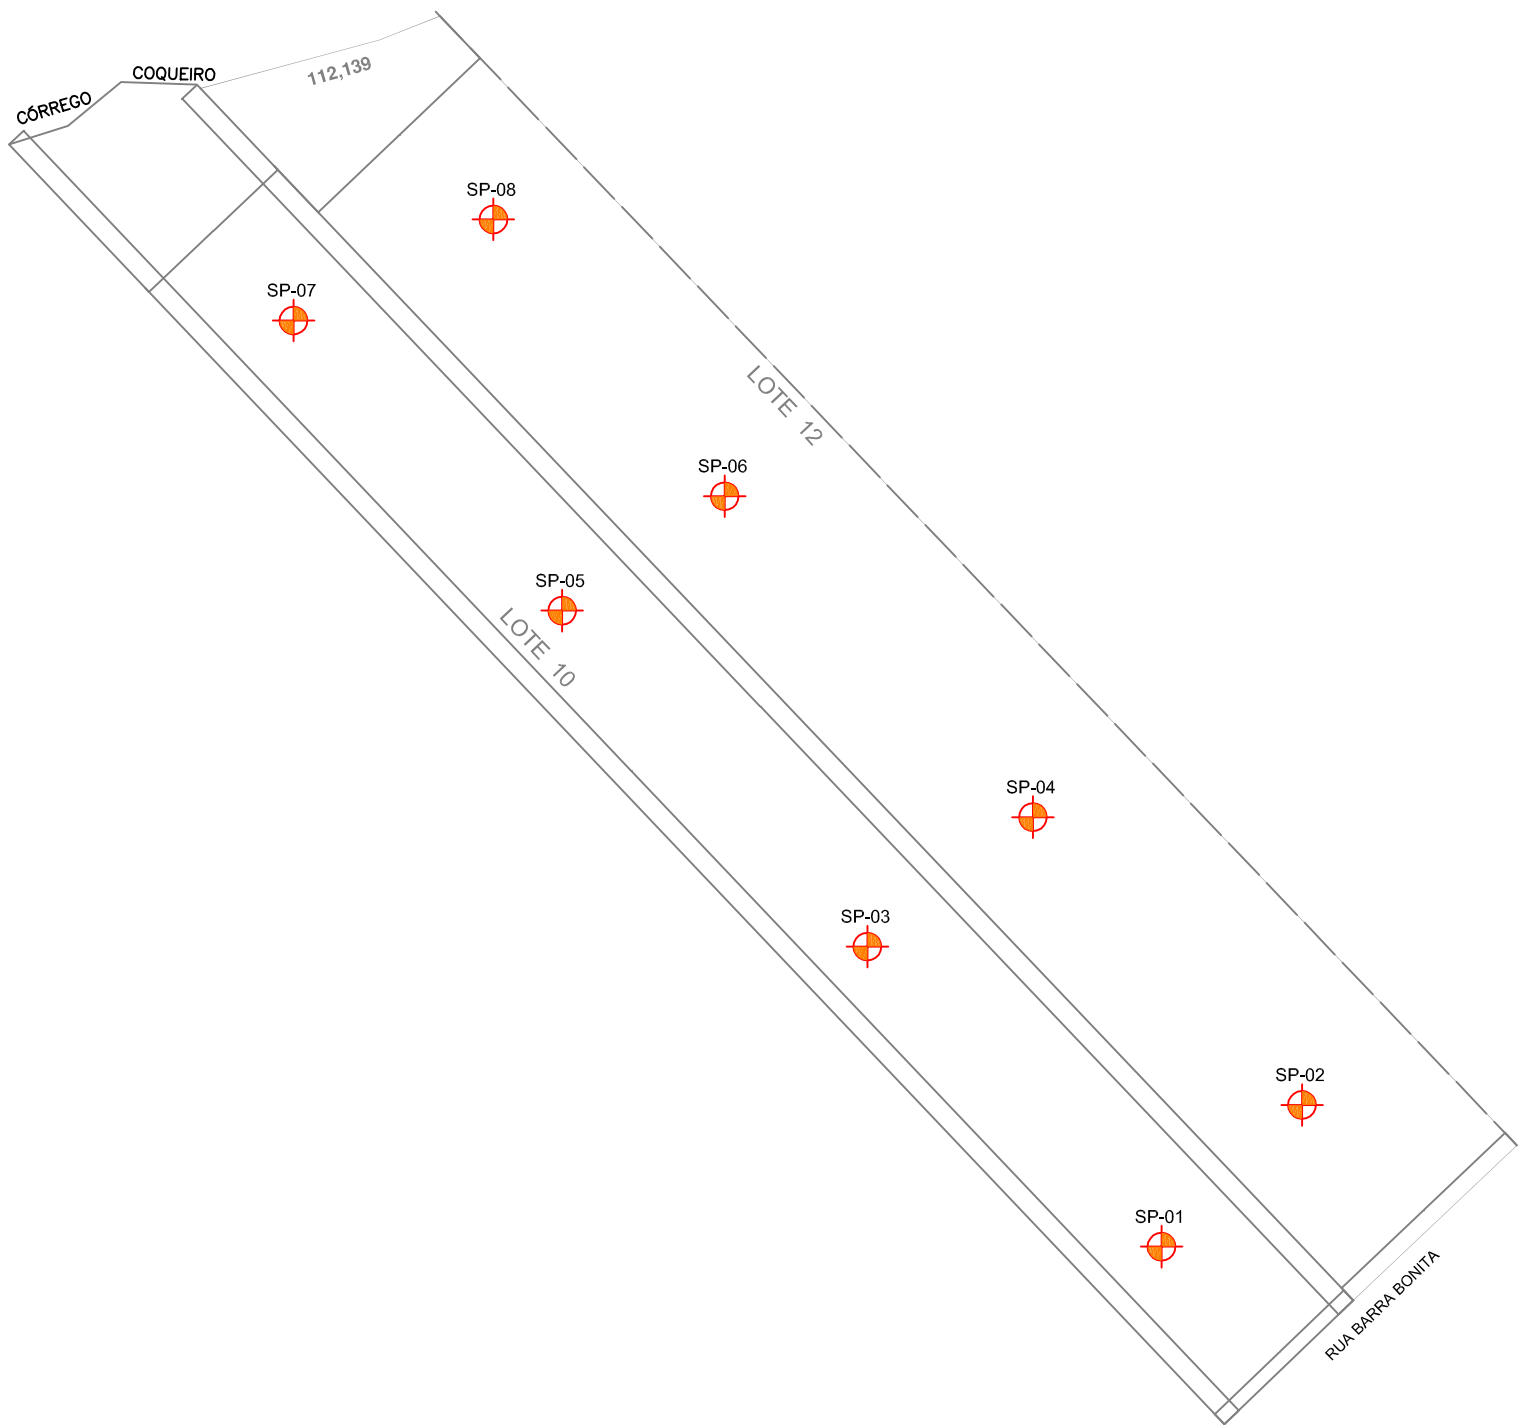 COQUEIRO
CÓRREGO
112,139
SP-08
SP-07
LOTE 12
SP-06
SP-05
LOTE 10
SP-04
SP-03
SP-02
SP-01
RUA BARRA BONITA